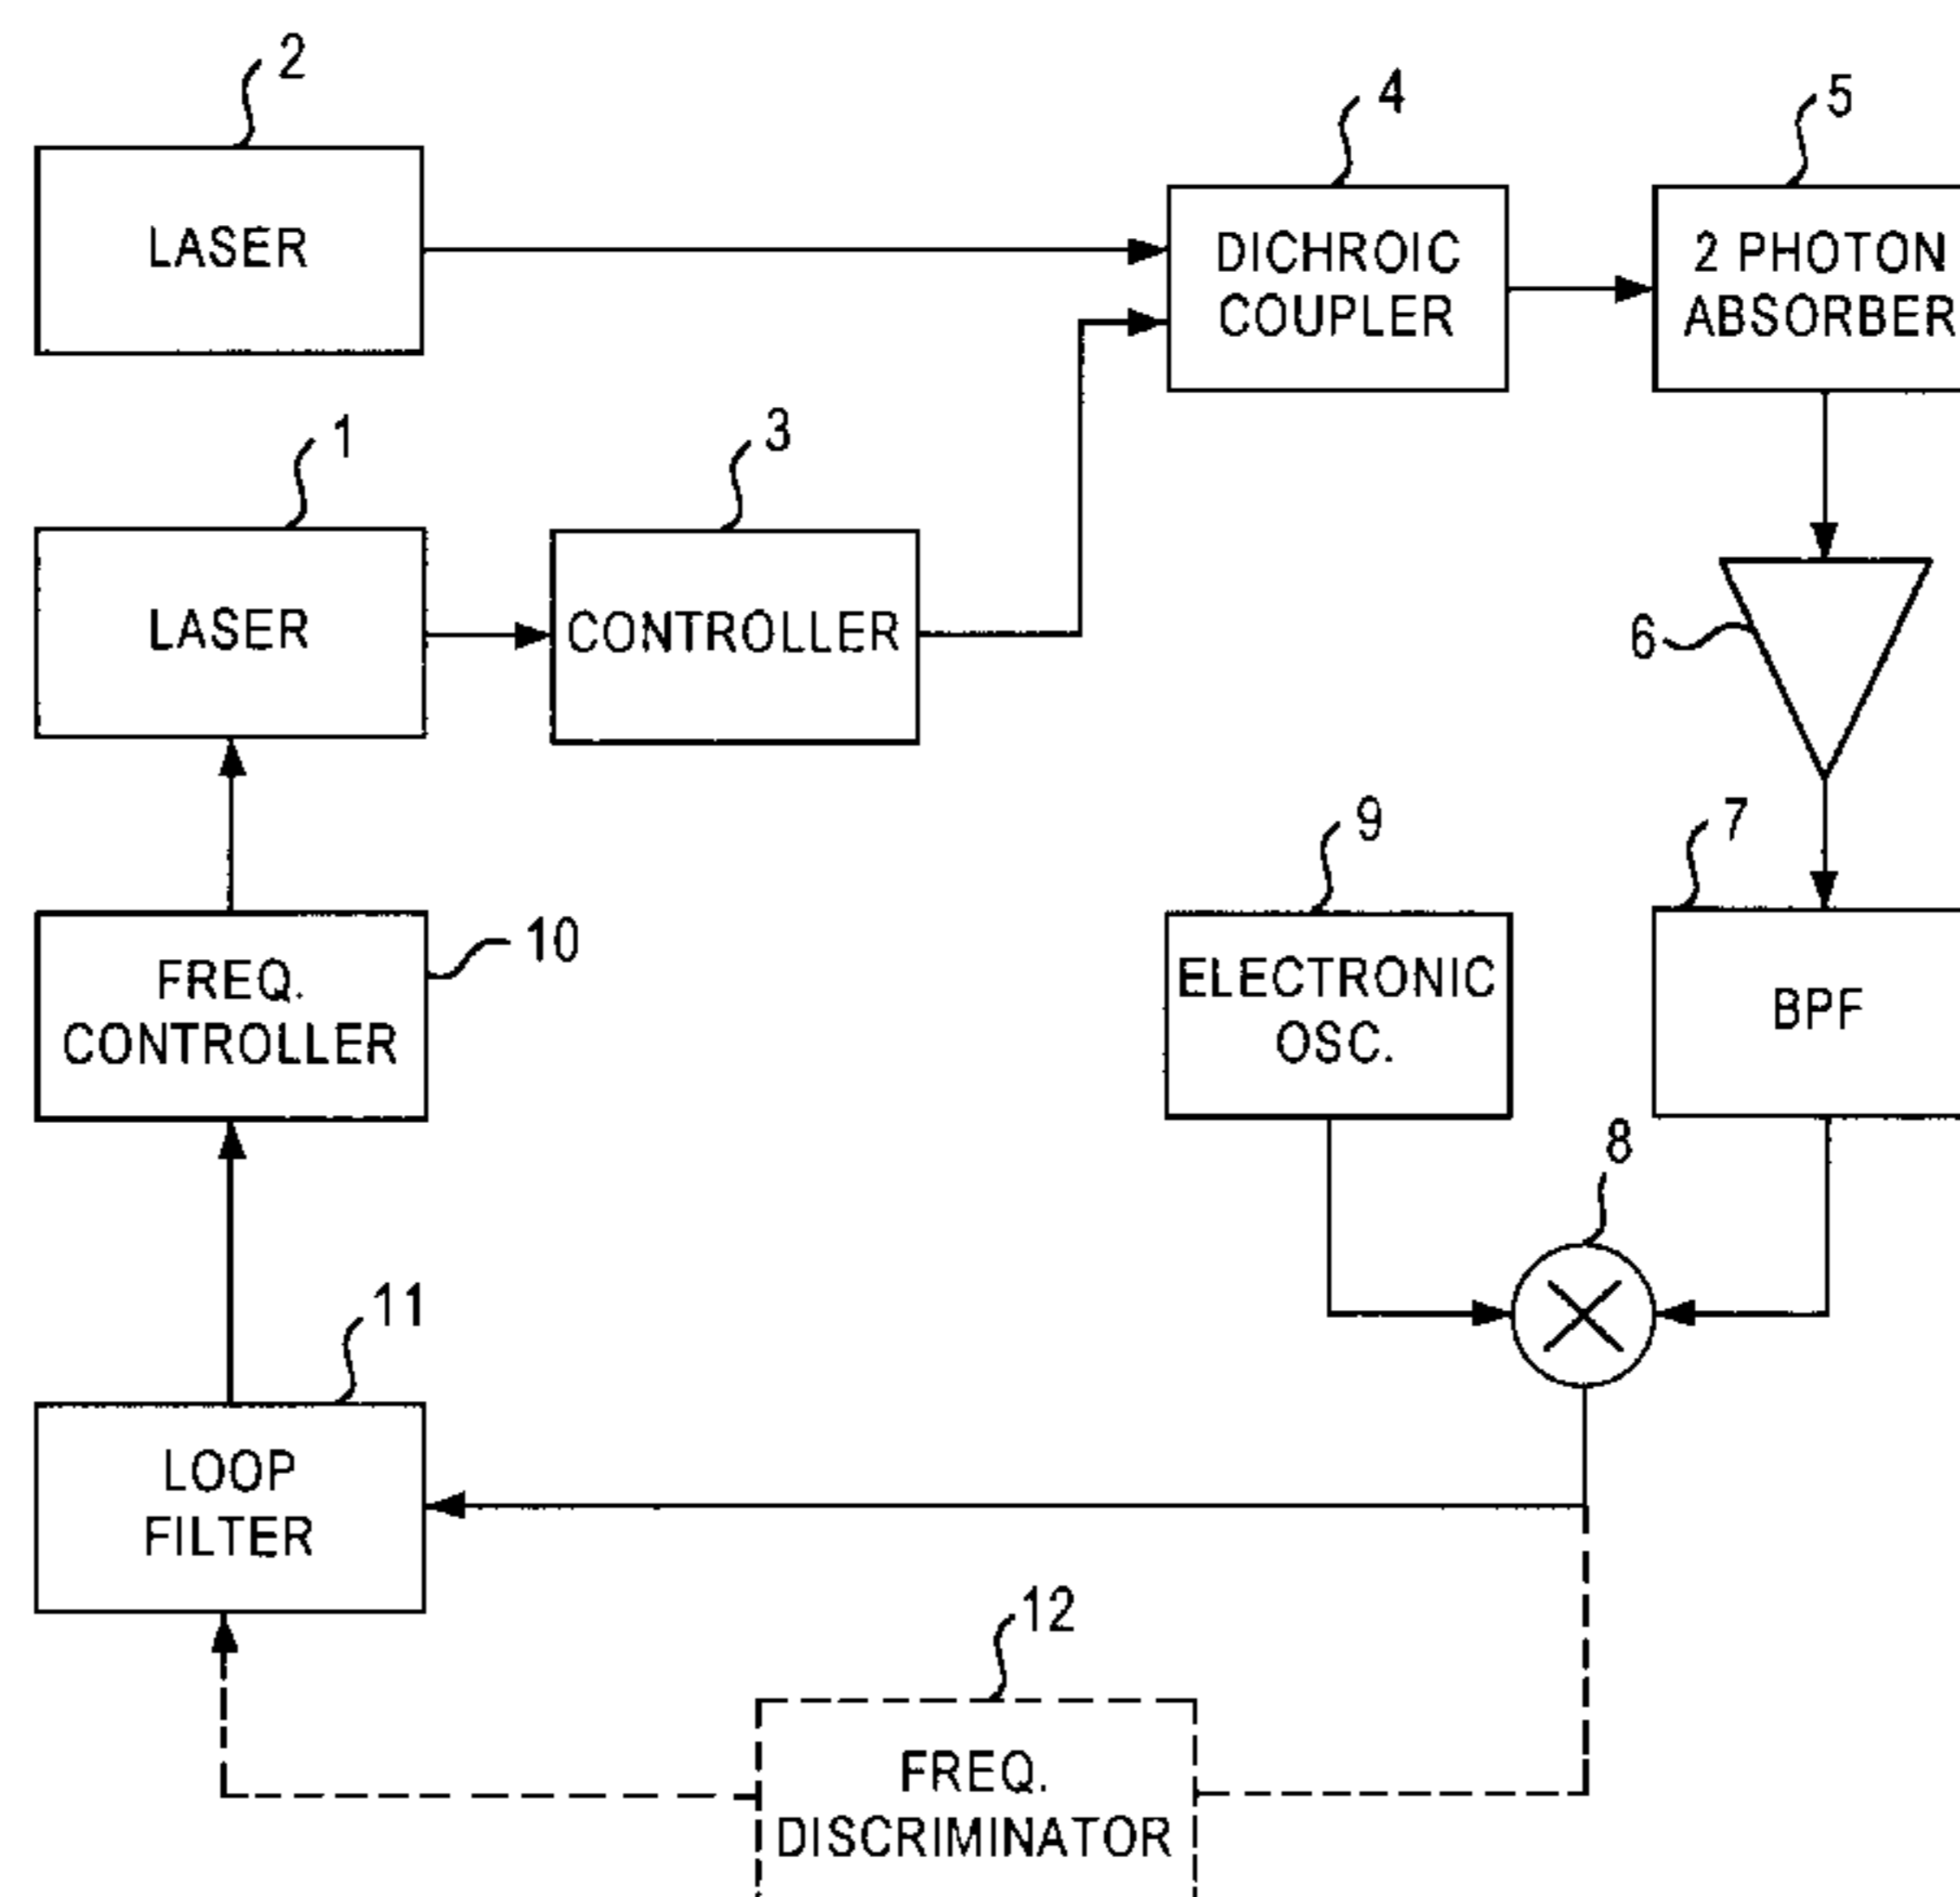 2
LASER
4
DICHROIC
COUPLER
5
2 PHOTON
ABSORBER
1
LASER
3
CONTROLLER
6
10
FREQ.
CONTROLLER
9
ELECTRONIC
OSC.
7
BPF
8
11
LOOP
FILTER
12
FREQ.
DISCRIMINATOR